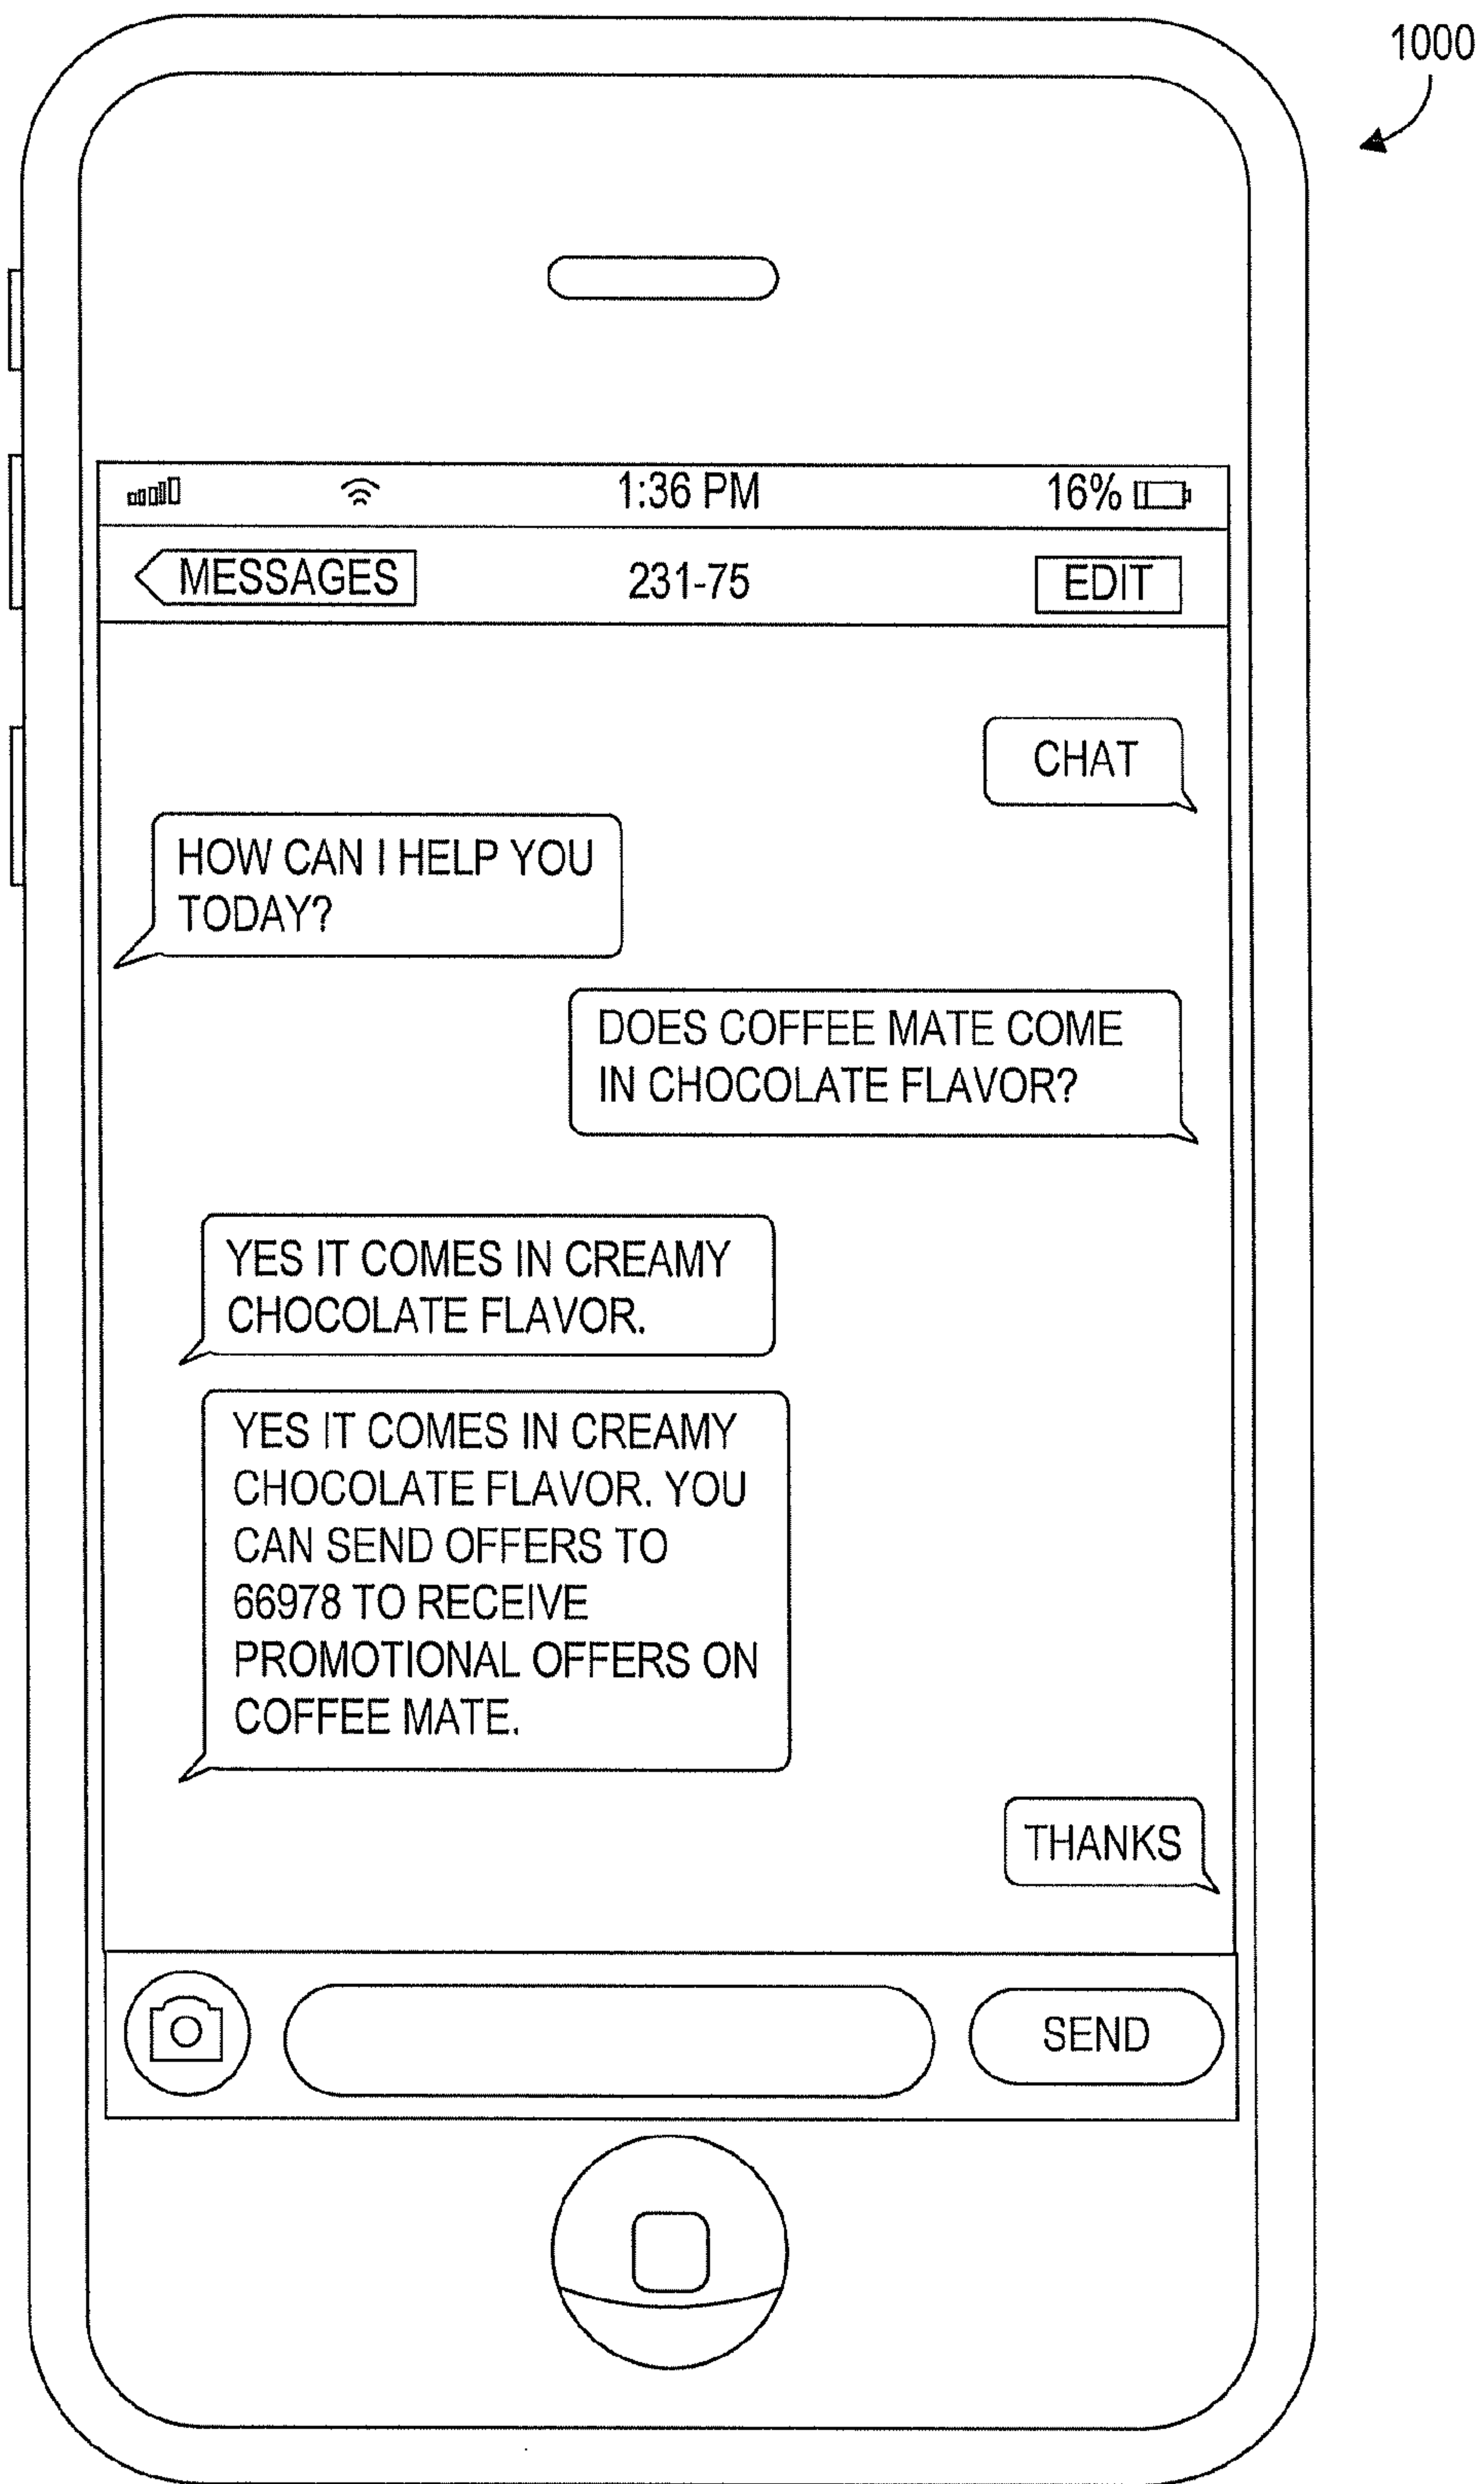 1000
1:36 PM
16%
MESSAGES
231-75
EDIT
CHAT
HOW CAN I HELP YOU
TODAY?
DOES COFFEE MATE COME
IN CHOCOLATE FLAVOR?
YES IT COMES IN CREAMY
CHOCOLATE FLAVOR.
YES IT COMES IN CREAMY
CHOCOLATE FLAVOR. YOU
CAN SEND OFFERS TO
66978 TO RECEIVE
PROMOTIONAL OFFERS ON
COFFEE MATE.
THANKS
SEND